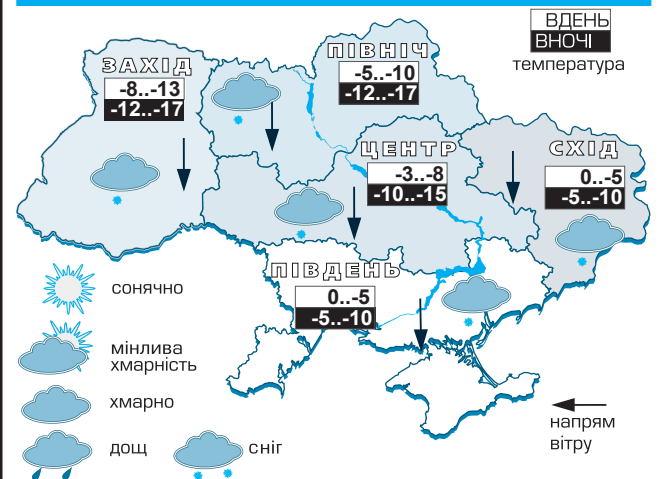 ВДЕНЬ
ВНОЧІ
температура
ПІВНІЧ
-5..-10
-12..-17
ЗАХІД
-8..-13
-12..-17
ЦЕНТР
-3..-8
-10..-15
СХІД
0..-5
-5..-10
ПІВДЕНЬ
0..-5
-5..-10
сонячно
мінлива
хмарність
хмарно
дощ
сніг
напрям
вітру